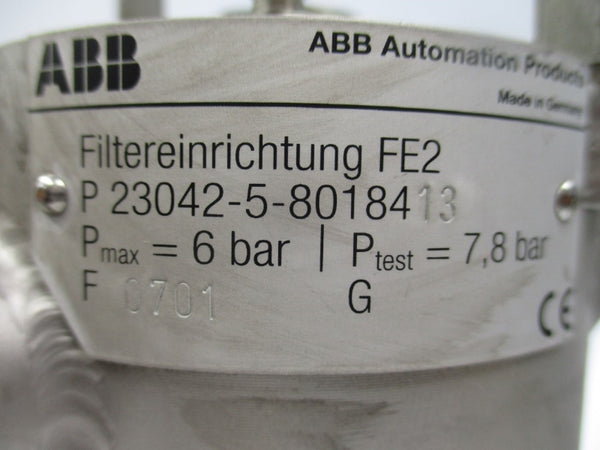 ABB
ABB Automation Products
Made in Germany
Filtereinrichtung FE2
P 23042-5-8018413
Pmax = 6 bar | Ptest = 7,8 bar
F 0701 G
CE